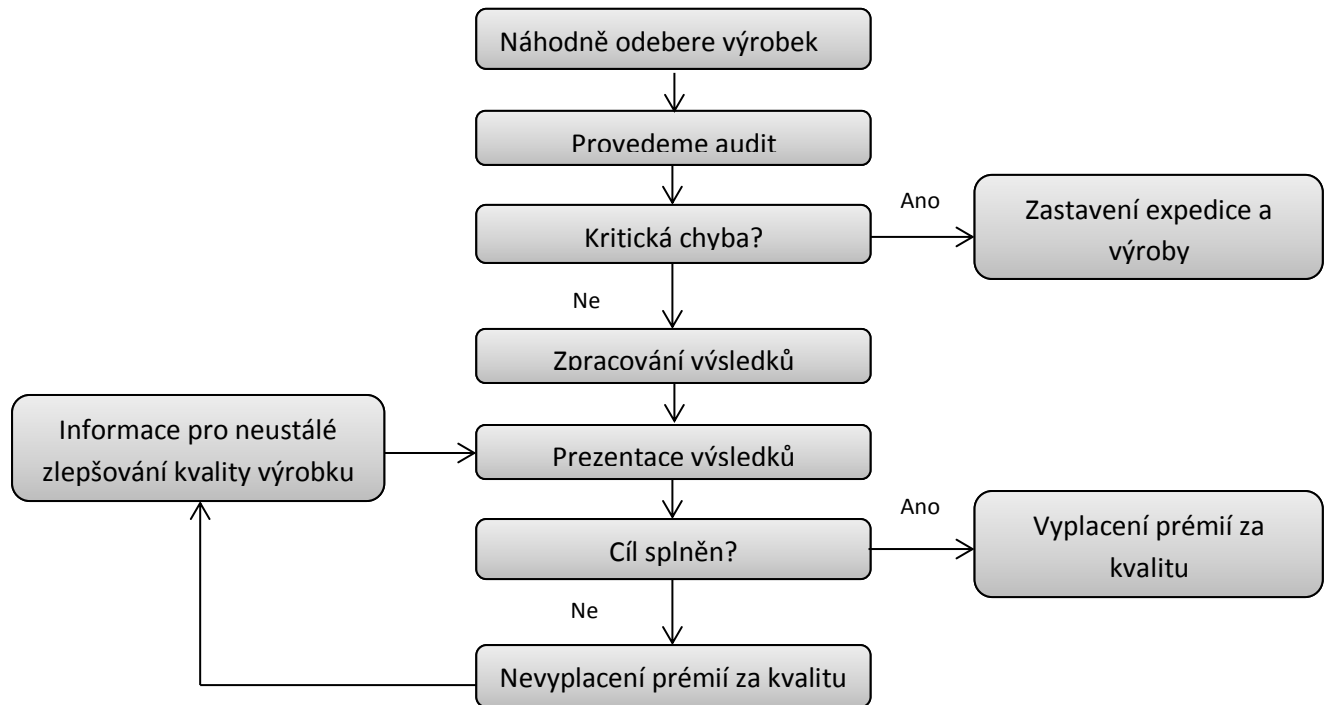 Náhodně odebere výrobek
Provedeme audit
Ano
Kritická chyba?
Zastavení expedice a
výroby
Ne
Zpracování výsledků
Informace pro neustálé
zlepšování kvality výrobku
Prezentace výsledků
Ano
Cíl splněn?
Vyplacení prémií za
kvalitu
Ne
Nevyplacení prémií za kvalitu